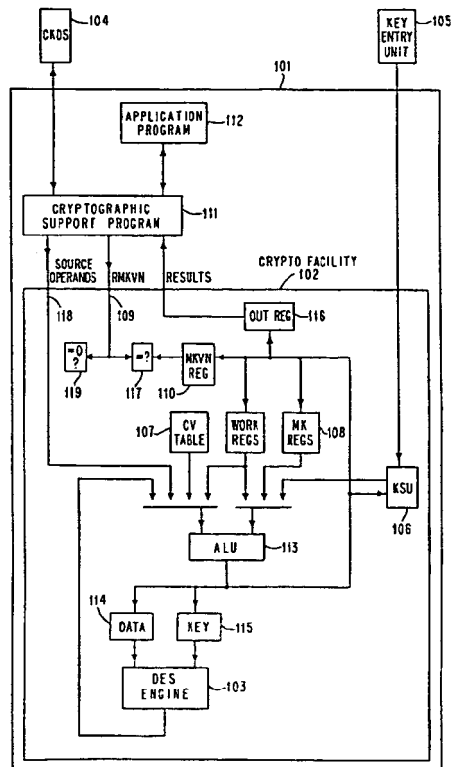 CKDS
104
KEY
ENTRY
UNIT
105
101
APPLICATION
PROGRAM
112
CRYPTOGRAPHIC
SUPPORT PROGRAM
111
SOURCE
OPERANDS
118
RMKVN
109
RESULTS
CRYPTO FACILITY
102
OUT REG
116
=0
?
119
=?
117
MKVN
REG
110
107
CV
TABLE
WORK
REGS
MK
REGS
108
KSU
106
ALU
113
114
DATA
KEY
115
DES
ENGINE
103